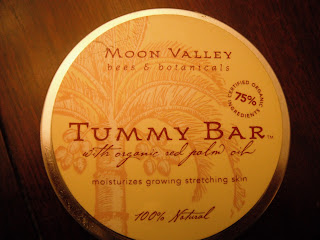 MOON VALLEY
bees & botanicals
CERTIFIED ORGANIC
75%
INGREDIENTS
TUMMY BAR™
with organic red palm oil
moisturizes growing stretching skin
100% Natural